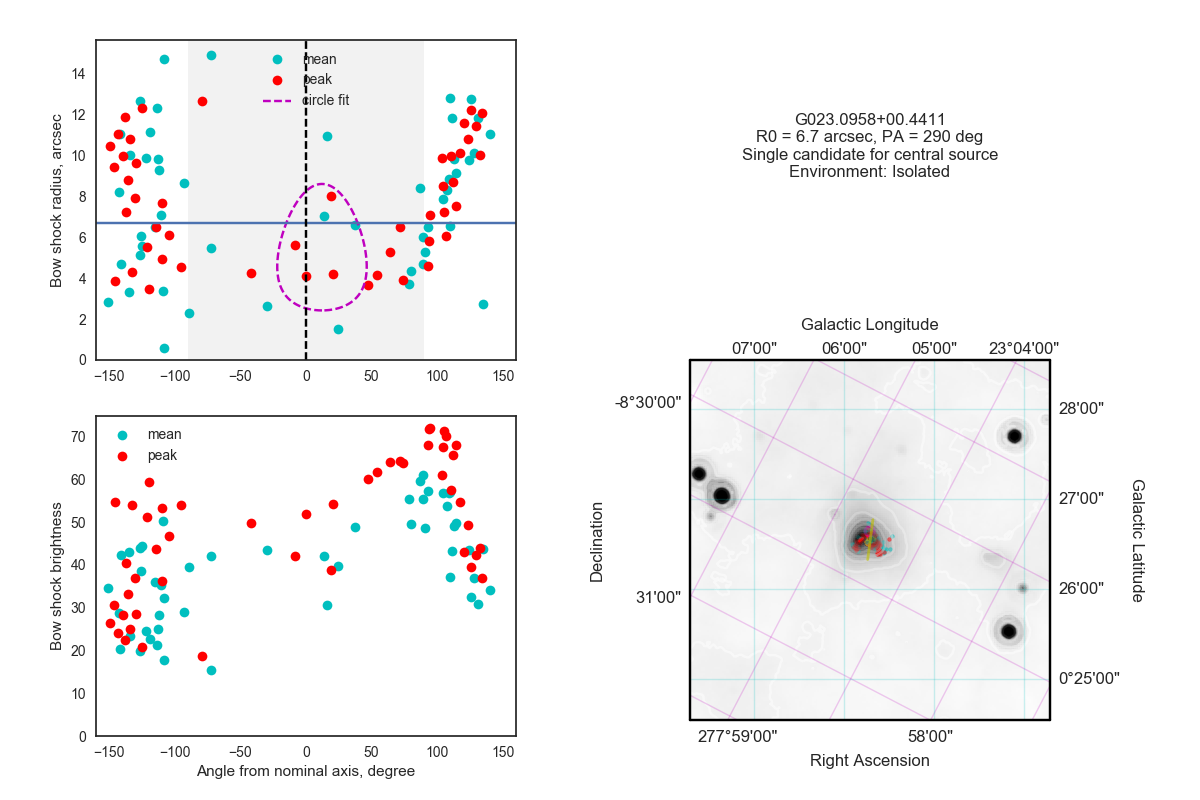 14
12
10
8
6
4
2
0
Bow shock radius, arcsec
mean
peak
circle fit
−150
−100
−50
0
50
100
150
70
60
50
40
30
20
10
0
Bow shock brightness
mean
peak
−150
−100
−50
0
50
100
150
Angle from nominal axis, degree
G023.0958+00.4411
R0 = 6.7 arcsec, PA = 290 deg
Single candidate for central source
Environment: Isolated
Galactic Longitude
07'00"
06'00"
05'00"
23°04'00"
-8°30'00"
31'00"
Declination
28'00"
27'00"
26'00"
0°25'00"
Galactic Latitude
277°59'00"
58'00"
Right Ascension